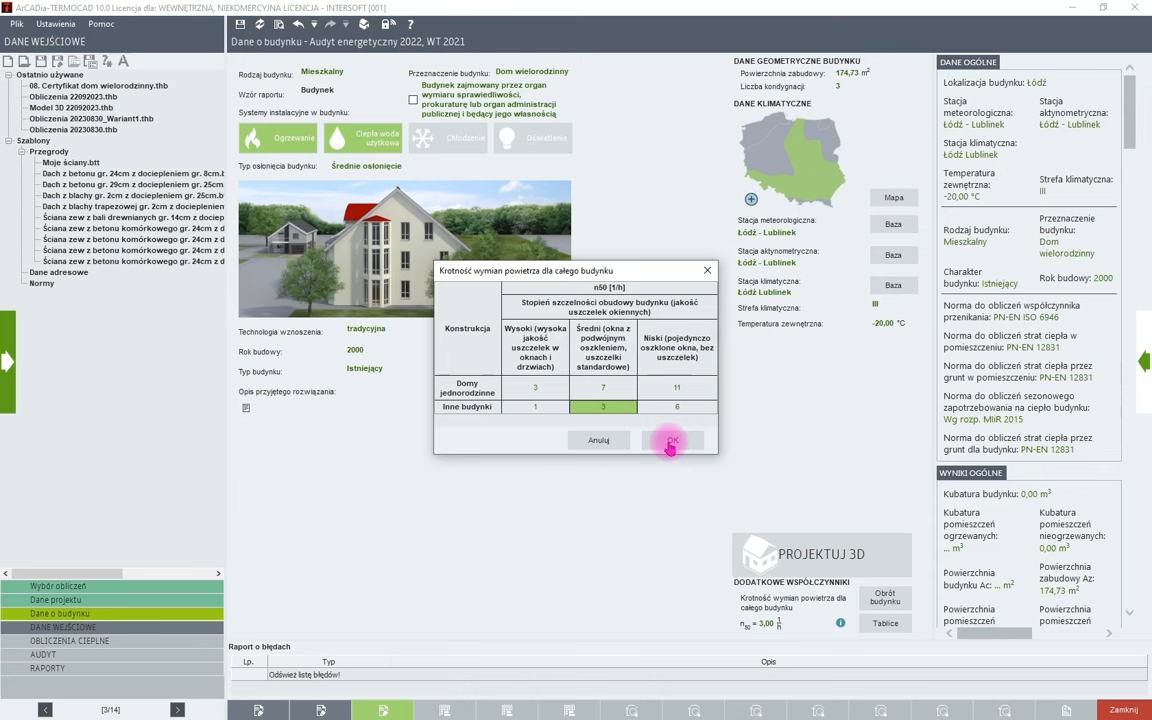 ArCADia-TERMOCAD 10.0 Licencja dla: WEWNĘTRZNA, NIEKOMERCYJNA LICENCJA - INTERSOFT [001]
Plik Ustawienia Pomoc
DANE WEJŚCIOWE
Dane o budynku - Audyt energetyczny 2022, WT 2021
Ostatnio używane
08. Certyfikat dom wielorodzinny.thb
Obliczenia 22092023.thb
Model 3D 22092023.thb
Obliczenia 20230830_Wariant1.thb
Obliczenia 20230830.thb
Szablony
Przegrody
Moje ściany.btt
Dach z betonu gr. 24cm z dociepleniem gr. 8cm.b
Dach z betonu gr. 29cm z dociepleniem gr. 25cm
Dach z blachy gr. 2cm z dociepleniem gr. 25cm.b
Dach z blachy trapezowej gr. 2cm z dociepleniem
Ściana zew z bali drewnianych gr. 14cm z dociep
Ściana zew z betonu komórkowego gr. 24cm z d
Ściana zew z betonu komórkowego gr. 24cm z d
Ściana zew z betonu komórkowego gr. 24cm z d
Ściana zew z betonu komórkowego gr. 24cm z d
Dane adresowe
Normy
Wybór obliczeń
Dane projektu
Dane o budynku
DANE WEJŚCIOWE
OBLICZENIA CIEPLNE
AUDYT
RAPORTY
[3/14]
Rodzaj budynku: Mieszkalny
Przeznaczenie budynku: Dom wielorodzinny
Wzór raportu: Budynek
Budynek zajmowany przez organ
wymiaru sprawiedliwości,
prokuraturę lub organ administracji
publicznej i będący jego własnością
Systemy instalacyjne w budynku:
Ogrzewanie
Ciepła woda
użytkowa
Chłodzenie
Oświetlenie
Typ osłonięcia budynku: Średnie osłonięcie
Technologia wznoszenia: tradycyjna
Rok budowy: 2000
Typ budynku: Istniejący
Opis przyjętego rozwiązania:
Krotność wymian powietrza dla całego budynku
n50 [1/h]
Stopień szczelności obudowy budynku (jakość
uszczelek okiennych)
Konstrukcja
Wysoki (wysoka
jakość
uszczelek w
oknach i
drzwiach)
Średni (okna z
podwójnym
oszkleniem,
uszczelki
standardowe)
Niski (pojedynczo
oszklone okna, bez
uszczelek)
Domy
jednorodzinne
3 7 11
Inne budynki 1 3 6
Anuluj OK
DANE GEOMETRYCZNE BUDYNKU
Powierzchnia zabudowy: 174,73 m²
Liczba kondygnacji: 3
DANE KLIMATYCZNE
Mapa
Stacja meteorologiczna:
Łódź - Lublinek
Baza
Stacja aktynometryczna:
Łódź - Lublinek
Baza
Stacja klimatyczna:
Łódź Lublinek
Baza
Strefa klimatyczna: III
Temperatura zewnętrzna: -20,00 °C
PROJEKTUJ 3D
DODATKOWE WSPÓŁCZYNNIKI
Krotność wymian powietrza dla
całego budynku
Obrót
budynku
n50 = 3,00 1/h
Tablice
DANE OGÓLNE
Lokalizacja budynku: Łódź
Stacja
meteorologiczna:
Łódź - Lublinek
Stacja
aktynometryczna:
Łódź - Lublinek
Stacja klimatyczna:
Łódź Lublinek
Temperatura
zewnętrzna:
-20,00 °C
Strefa klimatyczna:
III
Rodzaj budynku:
Mieszkalny
Przeznaczenie
budynku:
Dom
wielorodzinny
Charakter
budynku: Istniejący
Rok budowy: 2000
Norma do obliczeń współczynnika
przenikania: PN-EN ISO 6946
Norma do obliczeń strat ciepła w
pomieszczeniu: PN-EN 12831
Norma do obliczeń strat ciepła przez
grunt w pomieszczeniu: PN-EN 12831
Norma do obliczeń sezonowego
zapotrzebowania na ciepło budynku:
Wg rozp. MIiR 2015
Norma do obliczeń strat ciepła przez
grunt dla budynku: PN-EN 12831
WYNIKI OGÓLNE
Kubatura budynku: 0,00 m³
Kubatura
pomieszczeń
ogrzewanych:
... m³
Kubatura
pomieszczeń
nieogrzewanych:
0,00 m³
Powierzchnia
budynku Ac: ... m²
Powierzchnia
zabudowy Az:
174,73 m²
Powierzchnia
pomieszczeń
Powierzchnia
pomieszczeń
Raport o błędach
Lp. Typ Opis
Odśwież listę błędów!
Zamknij